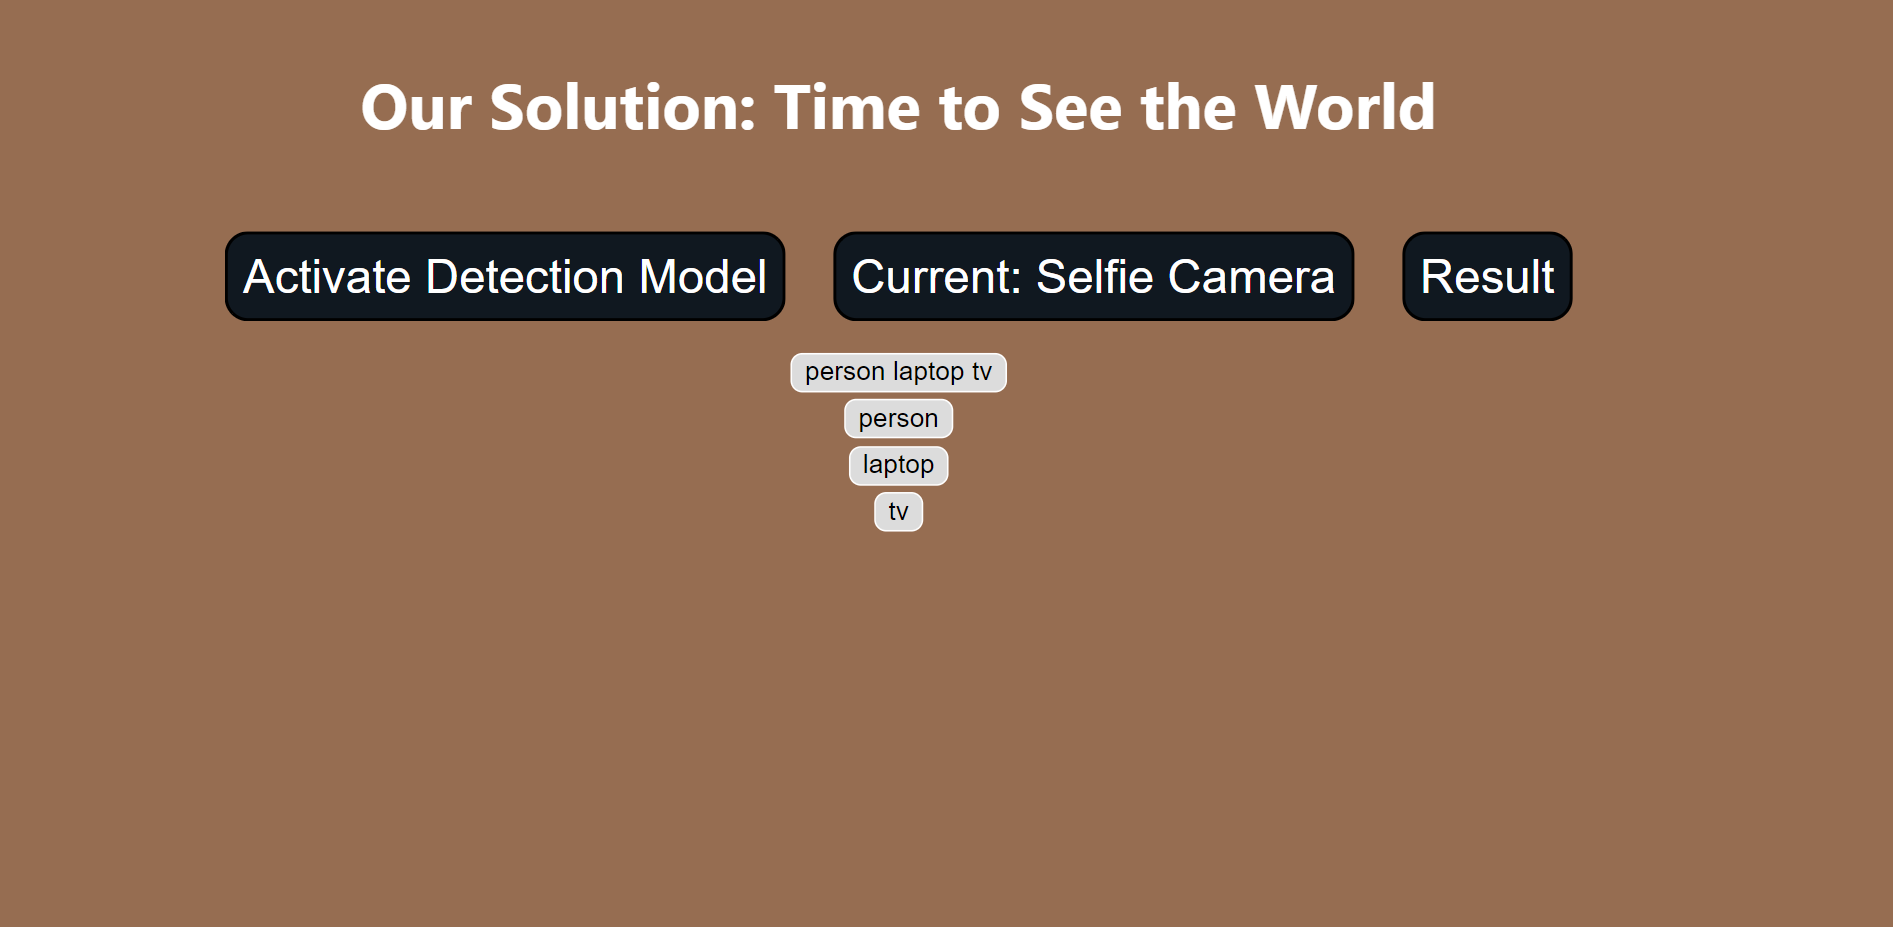 Our Solution: Time to See the World
Activate Detection Model Current: Selfie Camera Result
person laptop tv
person
laptop
tv